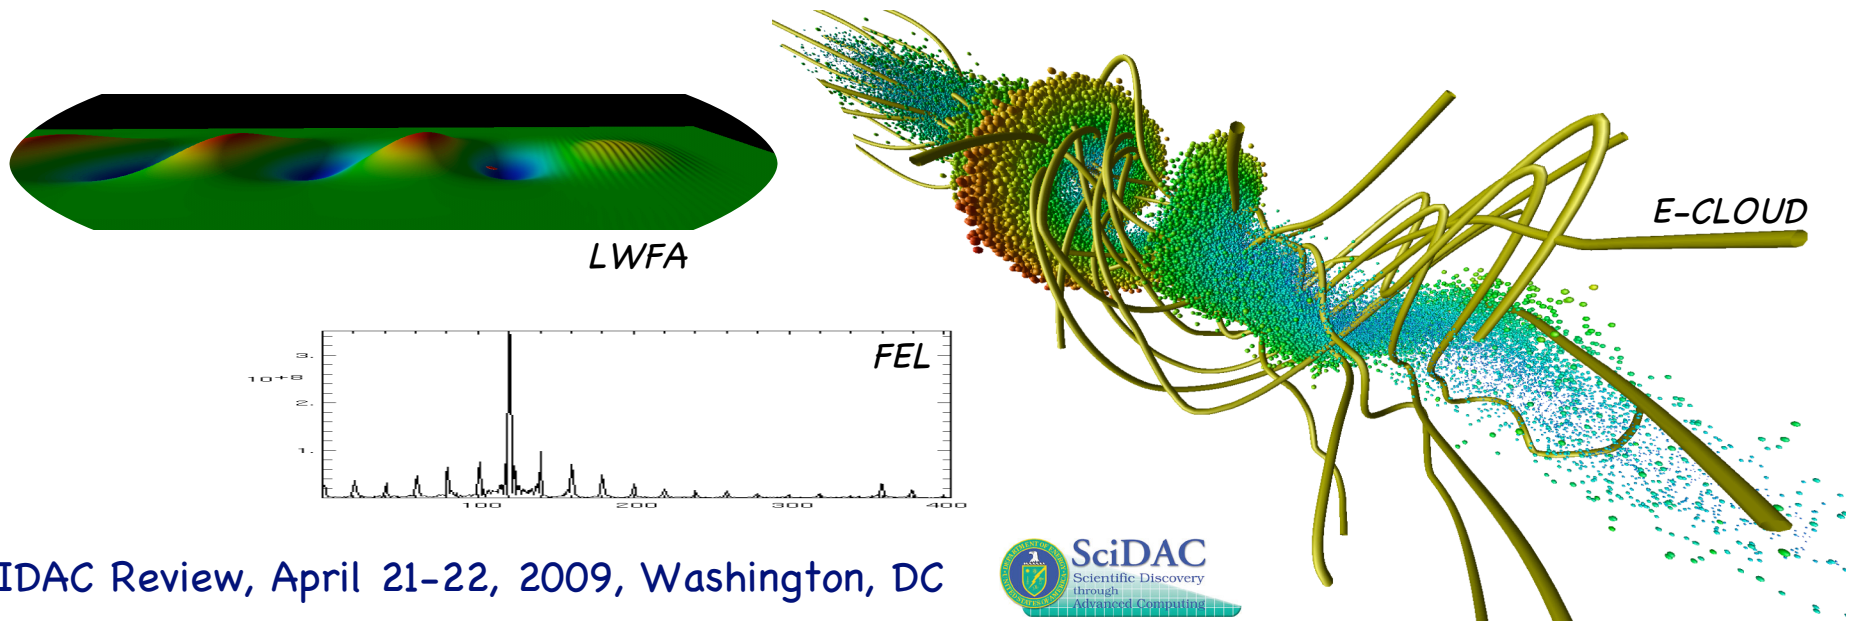 LWFA
E-CLOUD
FEL
3.
10+8
2.
1.
100 200 300 400
IDAC Review, April 21-22, 2009, Washington, DC
SciDAC
Scientific Discovery
through
Advanced Computing